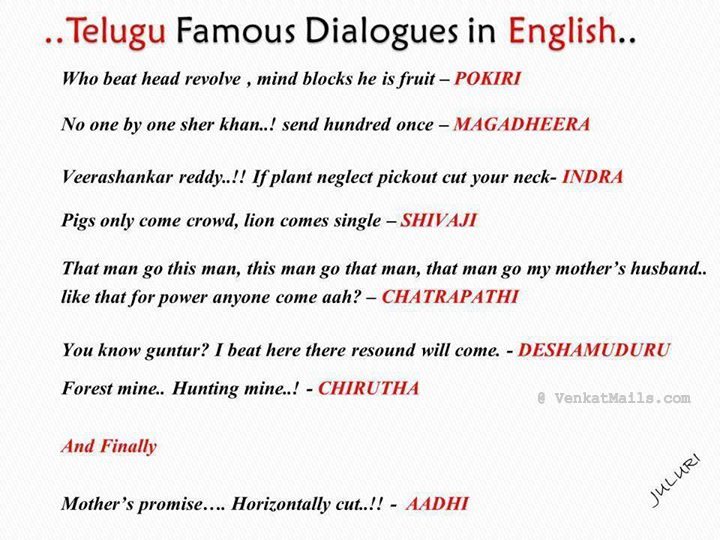 ..Telugu Famous Dialogues in English..
Who beat head revolve , mind blocks he is fruit – POKIRI
No one by one sher khan..! send hundred once – MAGADHEERA
Veerashankar reddy..!! If plant neglect pickout cut your neck- INDRA
Pigs only come crowd, lion comes single – SHIVAJI
That man go this man, this man go that man, that man go my mother's husband..
like that for power anyone come aah? – CHATRAPATHI
You know guntur? I beat here there resound will come. - DESHAMUDURU
Forest mine.. Hunting mine..! - CHIRUTHA
@ VenkatMails.com
And Finally
JULURI
Mother's promise…. Horizontally cut..!! - AADHI